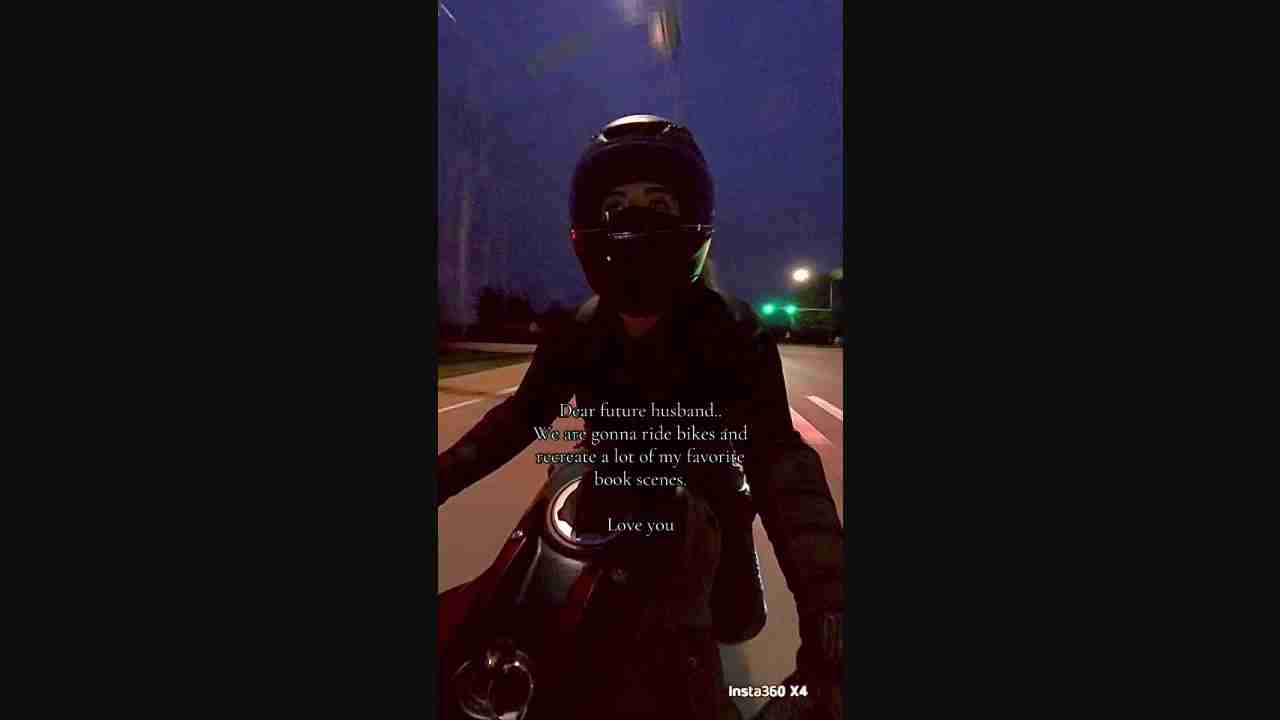 Dear future husband..
We are gonna ride bikes and
recreate a lot of my favorite
book scenes.
Love you
Insta360 X4